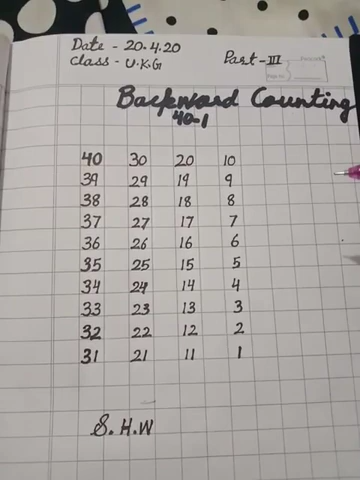 Date - 20.4.20
Class - U.K.G
Part - III
Backward Counting
40-1
40 30 20 10
39 29 19 9
38 28 18 8
37 27 17 7
36 26 16 6
35 25 15 5
34 24 14 4
33 23 13 3
32 22 12 2
31 21 11 1
S.H.W